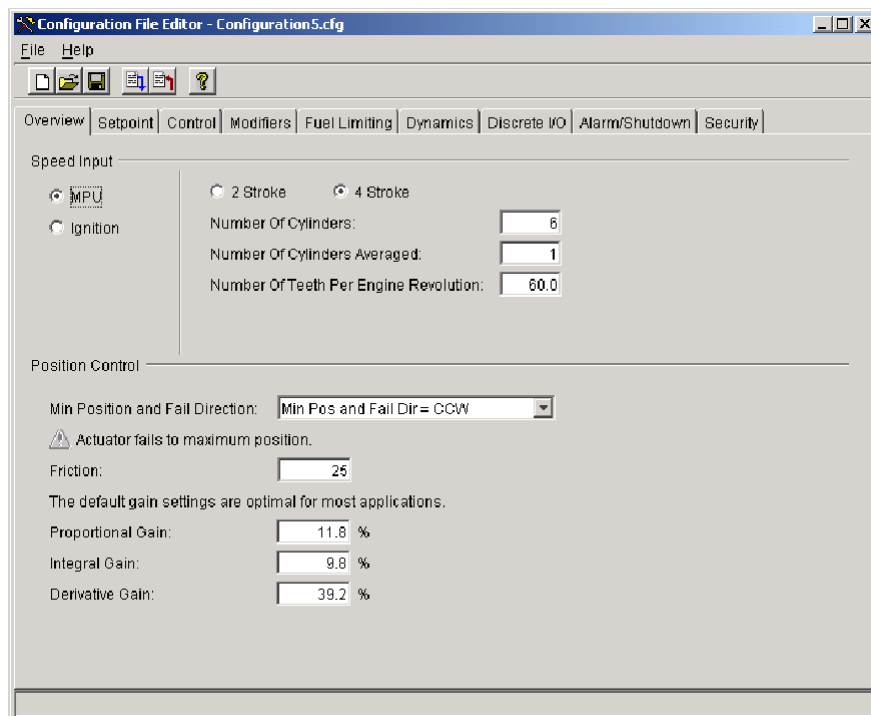 Configuration File Editor - Configuration5.cfg
File Help
Overview Setpoint Control Modifiers Fuel Limiting Dynamics Discrete I/O Alarm/Shutdown Security
Speed Input
MPU
Ignition
2 Stroke 4 Stroke
Number Of Cylinders: 6
Number Of Cylinders Averaged: 1
Number Of Teeth Per Engine Revolution: 60.0
Position Control
Min Position and Fail Direction: Min Pos and Fail Dir = CCW
Actuator fails to maximum position.
Friction: 25
The default gain settings are optimal for most applications.
Proportional Gain: 11.8 %
Integral Gain: 9.8 %
Derivative Gain: 39.2 %